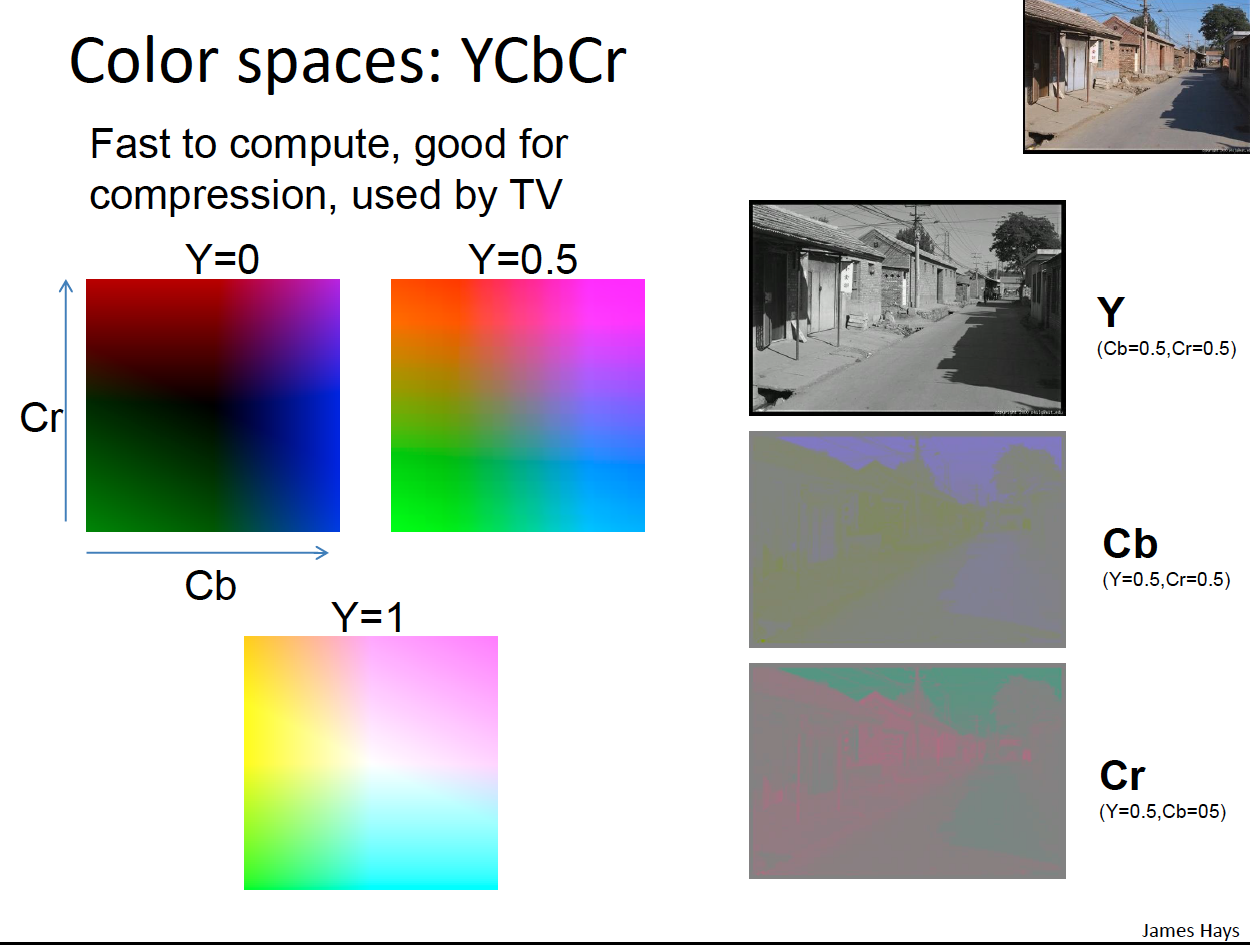 Color spaces: YCbCr
Fast to compute, good for
compression, used by TV
Y=0
Y=0.5
Cr
Cb
Y=1
Y
(Cb=0.5,Cr=0.5)
Cb
(Y=0.5,Cr=0.5)
Cr
(Y=0.5,Cb=05)
James Hays